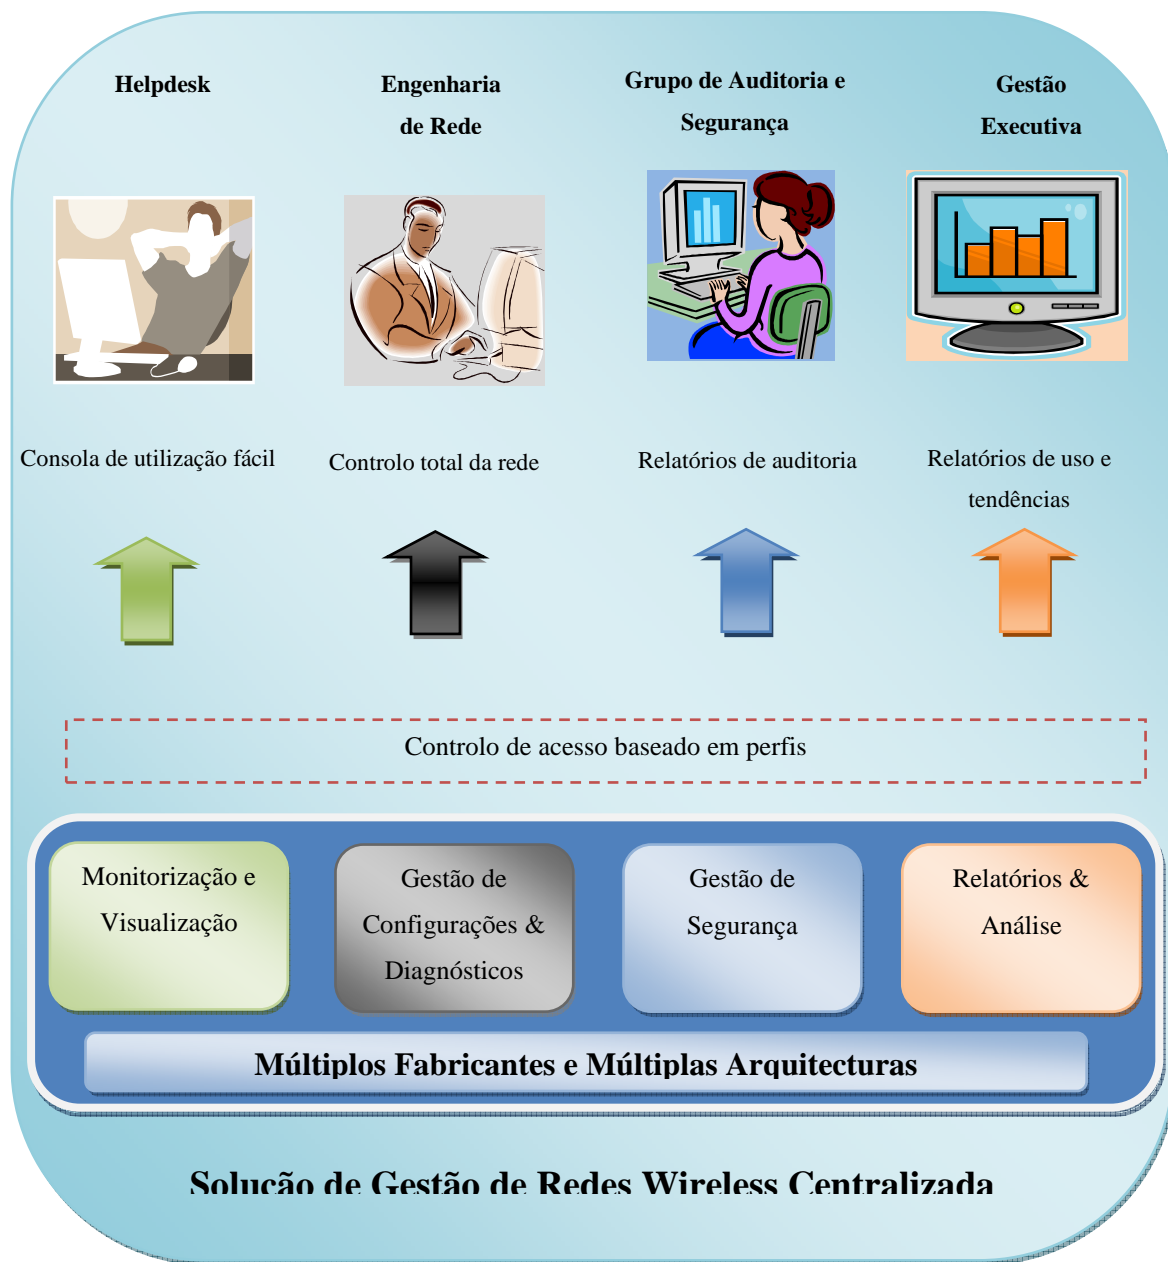 Helpdesk
Engenharia
de Rede
Grupo de Auditoria e
Segurança
Gestão
Executiva
Consola de utilização fácil
Controlo total da rede
Relatórios de auditoria
Relatórios de uso e
tendências
Controlo de acesso baseado em perfis
Monitorização e
Visualização
Gestão de
Configurações &
Diagnósticos
Gestão de
Segurança
Relatórios &
Análise
Múltiplos Fabricantes e Múltiplas Arquitecturas
Solução de Gestão de Redes Wireless Centralizada